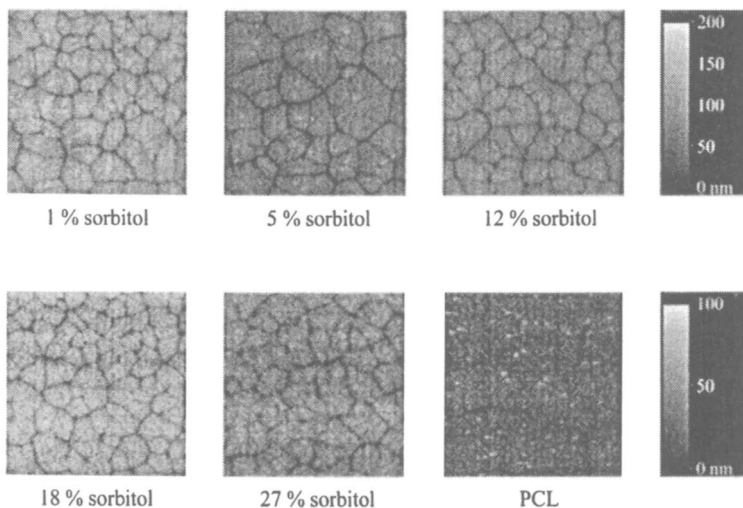 200
150
100
50
0 nm
1 % sorbitol
5 % sorbitol
12 % sorbitol
100
50
0 nm
18 % sorbitol
27 % sorbitol
PCL